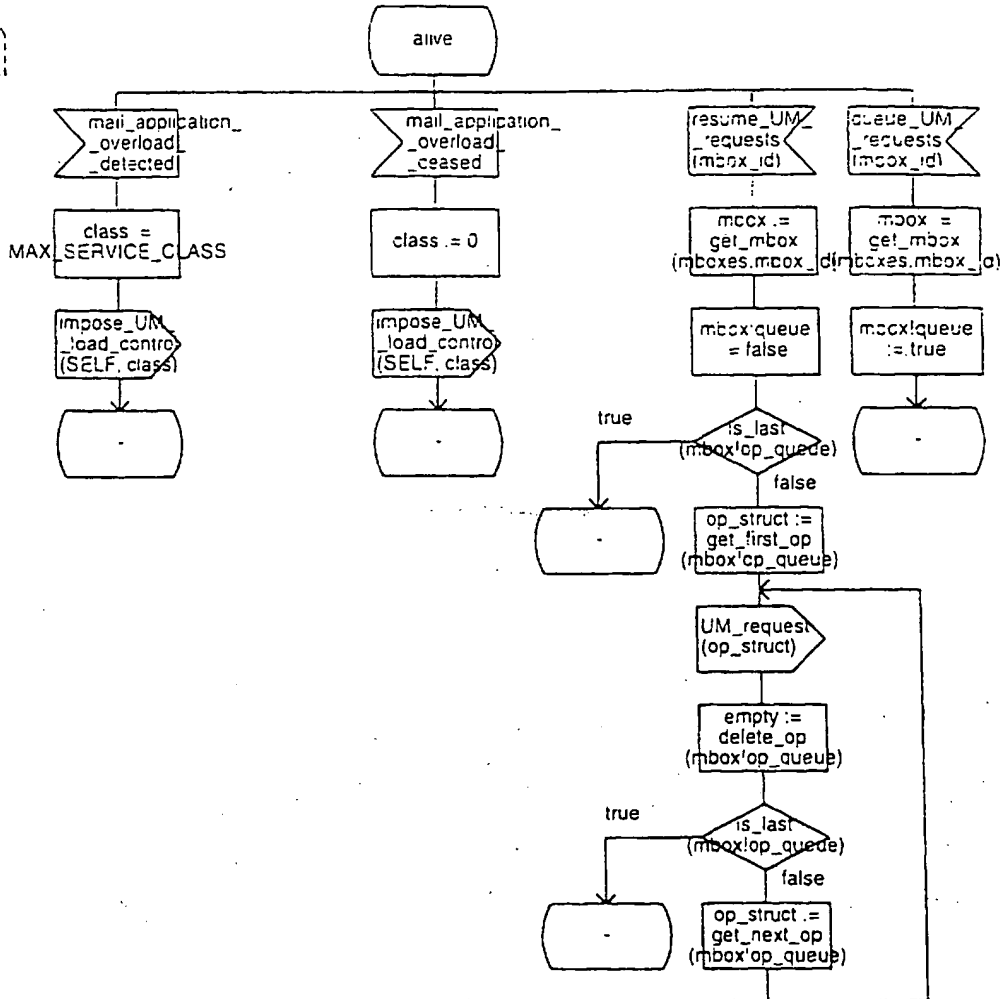 alive
mail_application_
_overload_
_detected
mail_application_
_overload_
_ceased
resume_UM_
_requests
(mbox_id)
queue_UM_
_requests
(mbox_id)
class =
MAX_SERVICE_CLASS
class := 0
mbox :=
get_mbox
(mboxes,mbox_id)
mbox =
get_mbox
(mboxes,mbox_id)
impose_UM_
_load_contro
(SELF, class)
impose_UM_
_load_contro
(SELF, class)
mbox!queue
= false
mbox!queue
:= true
-
-
true
is_last
(mbox!op_queue)
-
false
-
op_struct :=
get_first_op
(mbox!op_queue)
UM_request
(op_struct)
empty :=
delete_op
(mbox!op_queue)
true
is_last
(mbox!op_queue)
false
-
op_struct :=
get_next_op
(mbox!op_queue)